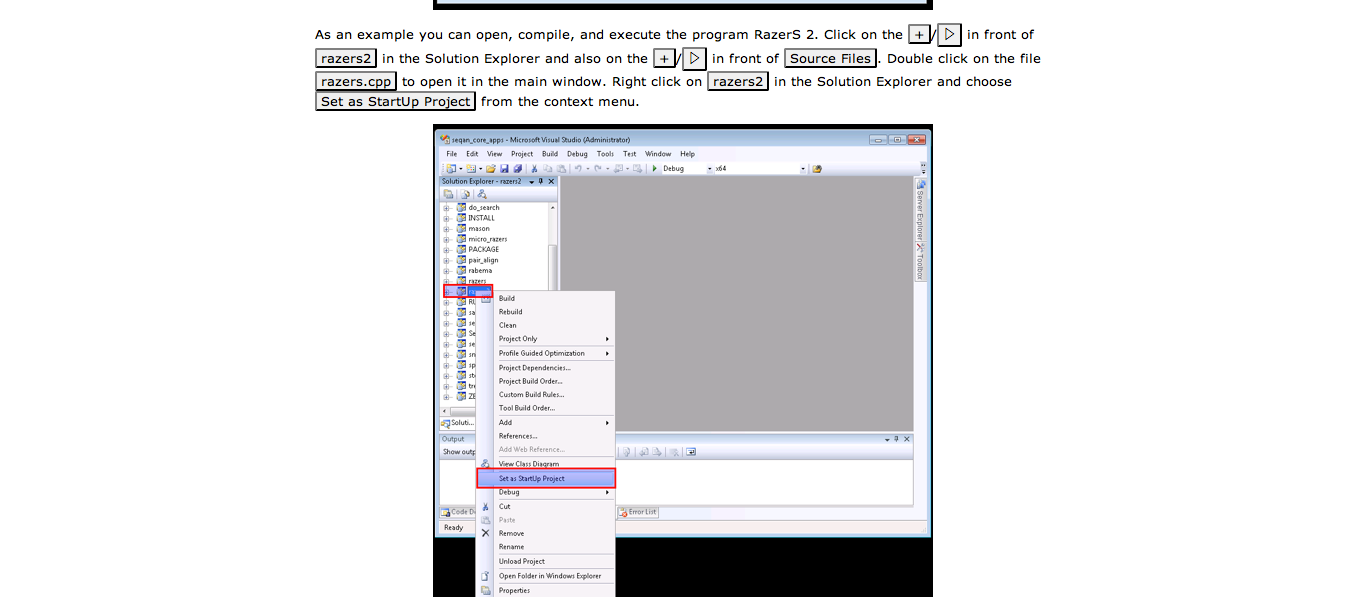 As an example you can open, compile, and execute the program RazerS 2. Click on the +/▷ in front of
razers2 in the Solution Explorer and also on the +/▷ in front of Source Files. Double click on the file
razers.cpp to open it in the main window. Right click on razers2 in the Solution Explorer and choose
Set as StartUp Project from the context menu.
seqan_core_apps - Microsoft Visual Studio (Administrator)
File Edit View Project Build Debug Tools Test Window Help
Debug x64
Solution Explorer - razers2
Server Explorer
Toolbox
do_search
INSTALL
mason
micro_razers
PACKAGE
pair_align
rabema
razers
Build
Rebuild
Clean
Project Only
Profile Guided Optimization
Project Dependencies...
Project Build Order...
Custom Build Rules...
Tool Build Order...
Add
References...
Add Web Reference...
View Class Diagram
Set as StartUp Project
Debug
Cut
Paste
Remove
Rename
Unload Project
Open Folder in Windows Explorer
Properties
Soluti...
Output
Show outp
Code D
Error List
Ready